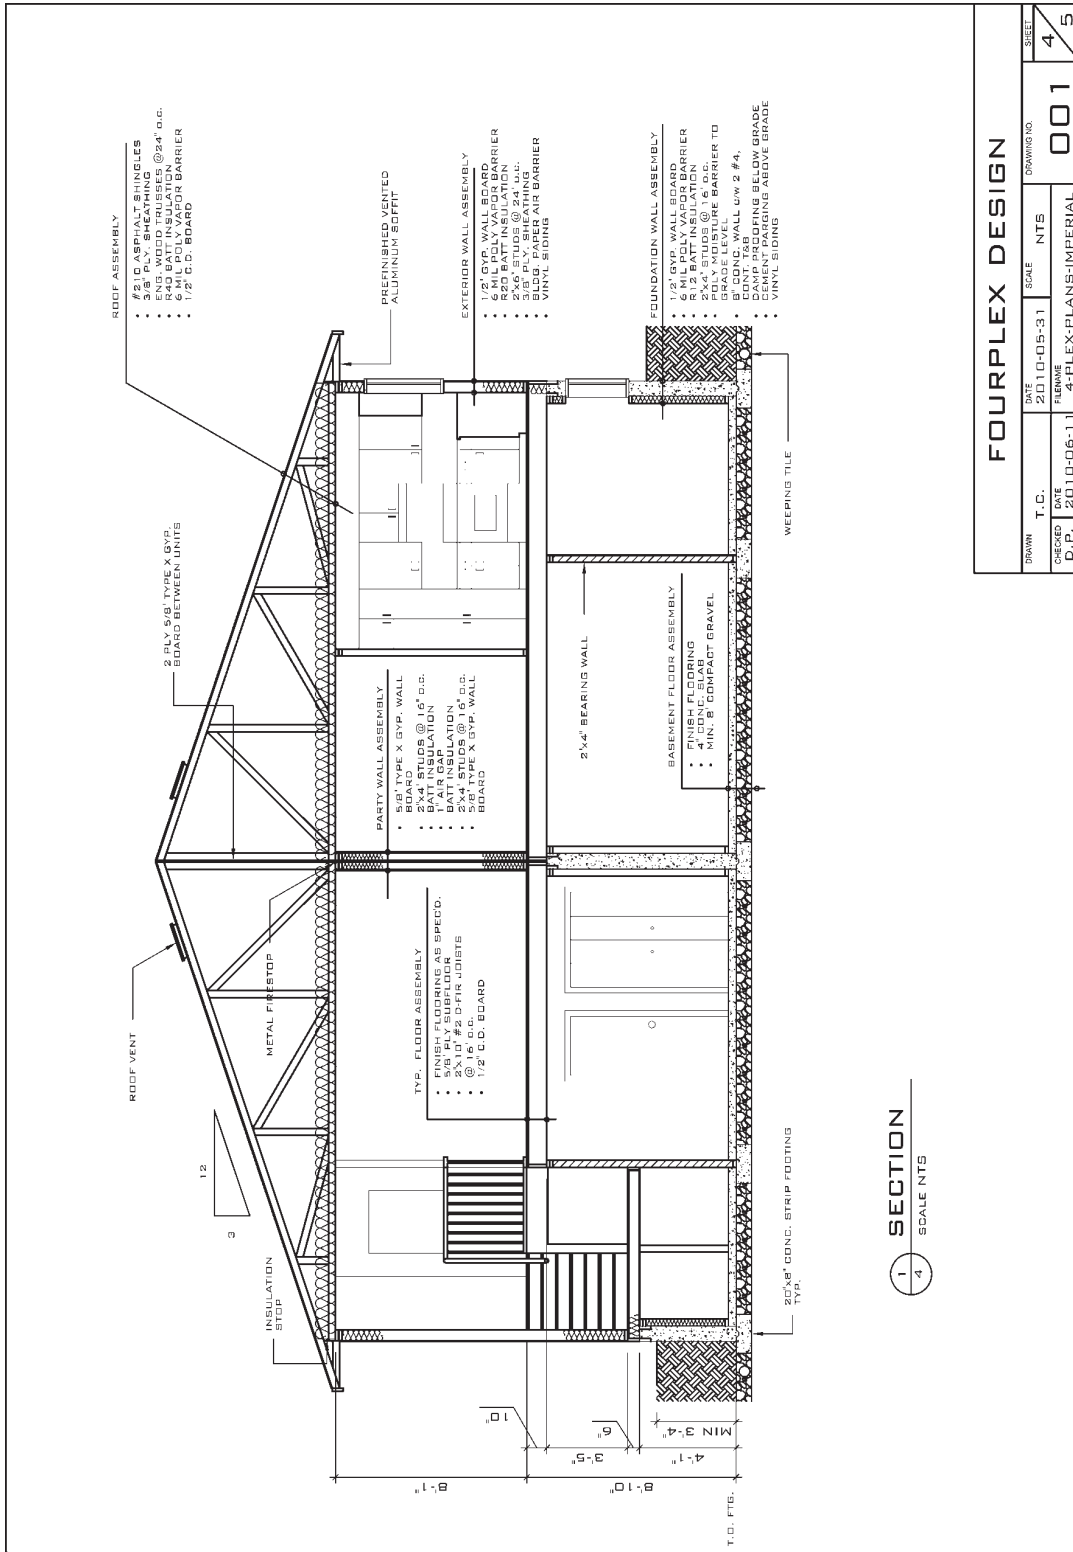 ROOF ASSEMBLY
• #210 ASPHALT SHINGLES
• 3/8" PLY. SHEATHING
• ENG. WOOD TRUSSES @24" O.C.
• R40 BATT INSULATION
• 6 MIL POLY VAPOR BARRIER
• 1/2" C.D. BOARD
PREFINISHED VENTED
ALUMINUM SOFFIT
EXTERIOR WALL ASSEMBLY
• 1/2" GYP. WALL BOARD
• 6 MIL POLY VAPOR BARRIER
• R20 BATT INSULATION
• 2"x6" STUDS @ 24" O.C.
• 3/8" PLY. SHEATHING
• BLDG. PAPER AIR BARRIER
• VINYL SIDING
FOUNDATION WALL ASSEMBLY
• 1/2" GYP. WALL BOARD
• 6 MIL POLY VAPOR BARRIER
• R12 BATT INSULATION
• 2"x4" STUDS @ 16" O.C.
• POLY MOISTURE BARRIER TO
GRADE LEVEL
• 8" CONC. WALL C/W 2 #4,
CONT. T&B
• DAMP PROOFING BELOW GRADE
• CEMENT PARGING ABOVE GRADE
• VINYL SIDING
2 PLY 5/8" TYPE X GYP.
BOARD BETWEEN UNITS
WEEPING TILE
PARTY WALL ASSEMBLY
• 5/8" TYPE X GYP. WALL
BOARD
• 2"x4" STUDS @ 16" O.C.
• BATT INSULATION
• 1" AIR GAP
• BATT INSULATION
• 2"x4" STUDS @ 16" O.C.
• 5/8" TYPE X GYP. WALL
BOARD
2"x4" BEARING WALL
BASEMENT FLOOR ASSEMBLY
• FINISH FLOORING
• 4" CONC. SLAB
• MIN. 8" COMPACT GRAVEL
ROOF VENT
METAL FIRESTOP
TYP. FLOOR ASSEMBLY
• FINISH FLOORING AS SPEC'D.
• 5/8" PLY SUBFLOOR
• 2"x10" #2 D-FIR JOISTS
@ 16" O.C.
• 1/2" C.D. BOARD
12
3
INSULATION
STOP
20"x8" CONC. STRIP FOOTING
TYP.
10"
6"
MIN 3'-4"
3'-5"
4'-1"
8'-1"
8'-10"
T.O. FTG.
1
4
SECTION
SCALE NTS
FOURPLEX DESIGN
DRAWN
T.C.
DATE
2010-05-31
SCALE
NTS
DRAWING NO.
001
SHEET
4/5
CHECKED
D.P.
DATE
2010-06-11
FILENAME
4-PLEX-PLANS-IMPERIAL